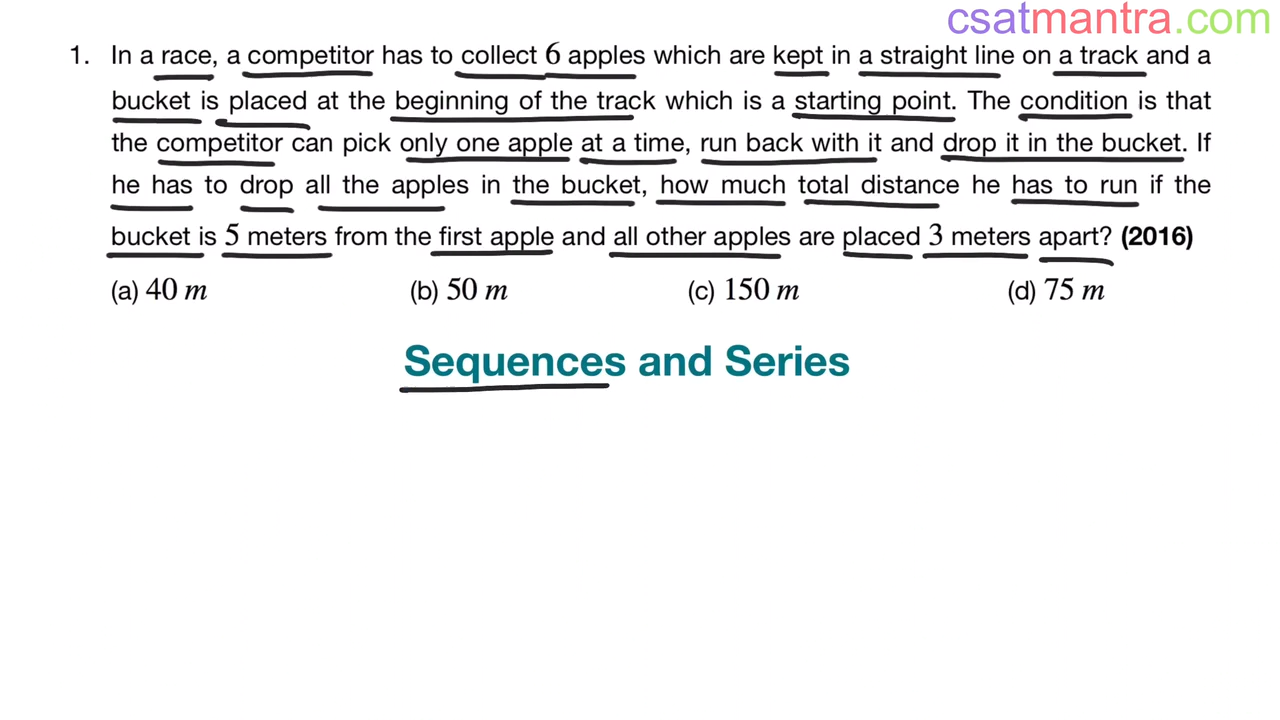 csatmantra.com
1. In a race, a competitor has to collect 6 apples which are kept in a straight line on a track and a
bucket is placed at the beginning of the track which is a starting point. The condition is that
the competitor can pick only one apple at a time, run back with it and drop it in the bucket. If
he has to drop all the apples in the bucket, how much total distance he has to run if the
bucket is 5 meters from the first apple and all other apples are placed 3 meters apart? (2016)
(a) 40 m (b) 50 m (c) 150 m (d) 75 m
Sequences and Series